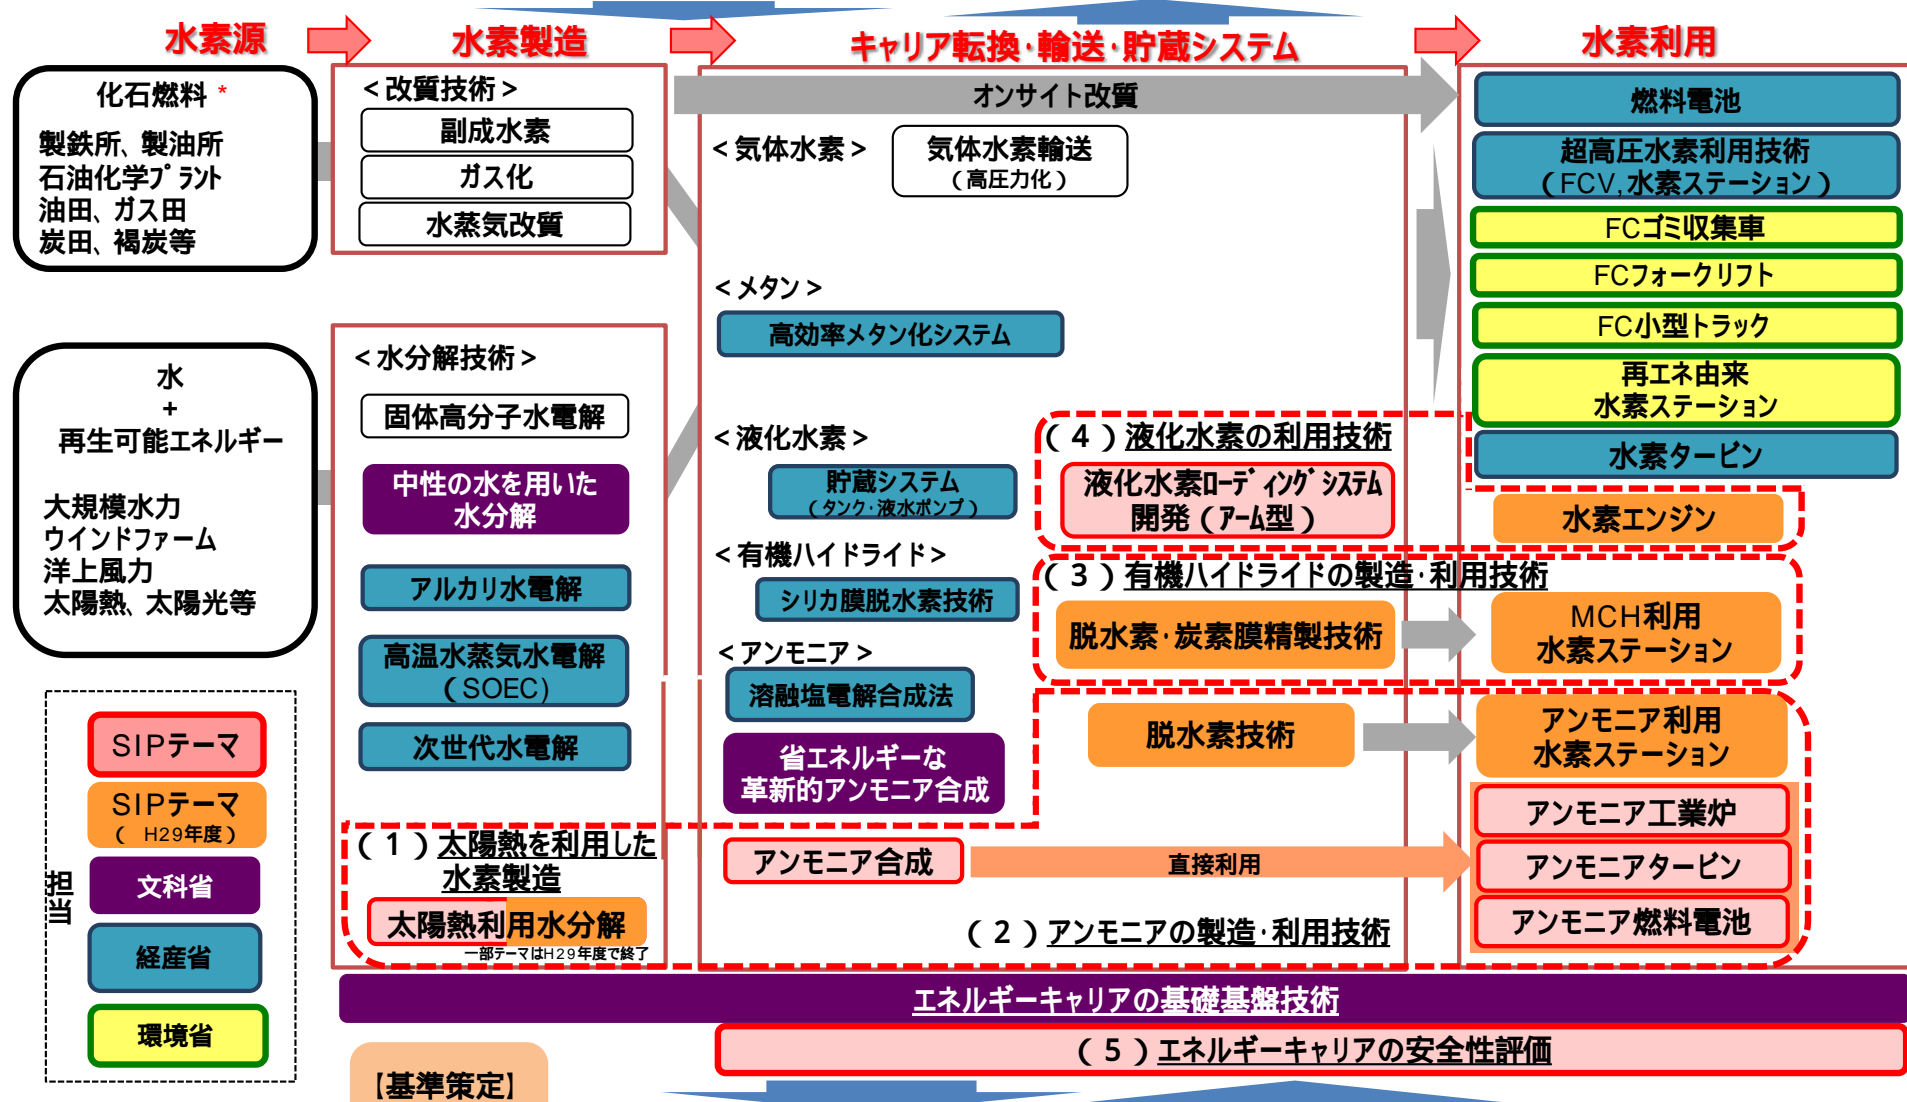 水素源
水素製造
キャリア転換・輸送・貯蔵システム
水素利用
化石燃料 *
製鉄所、製油所
石油化学プラント
油田、ガス田
炭田、褐炭等
水
+
再生可能エネルギー
大規模水力
ウインドファーム
洋上風力
太陽熱、太陽光等
担当
SIPテーマ
SIPテーマ
( H29年度)
文科省
経産省
環境省
<改質技術>
副成水素
ガス化
水蒸気改質
<水分解技術>
固体高分子水電解
中性の水を用いた
水分解
アルカリ水電解
高温水蒸気水電解
(SOEC)
次世代水電解
(1)太陽熱を利用した
水素製造
太陽熱利用水分解
一部テーマはH29年度で終了
オンサイト改質
<気体水素>
気体水素輸送
(高圧力化)
<メタン>
高効率メタン化システム
<液化水素>
貯蔵システム
(タンク・液水ポンプ)
<有機ハイドライド>
シリカ膜脱水素技術
<アンモニア>
溶融塩電解合成法
省エネルギーな
革新的アンモニア合成
アンモニア合成
直接利用
(2)アンモニアの製造・利用技術
(4)液化水素の利用技術
液化水素ローディングシステム
開発(アーム型)
(3)有機ハイドライドの製造・利用技術
脱水素・炭素膜精製技術
脱水素技術
燃料電池
超高圧水素利用技術
(FCV,水素ステーション)
FCゴミ収集車
FCフォークリフト
FC小型トラック
再エネ由来
水素ステーション
水素タービン
水素エンジン
MCH利用
水素ステーション
アンモニア利用
水素ステーション
アンモニア工業炉
アンモニアタービン
アンモニア燃料電池
エネルギーキャリアの基礎基盤技術
(5)エネルギーキャリアの安全性評価
【基準策定】